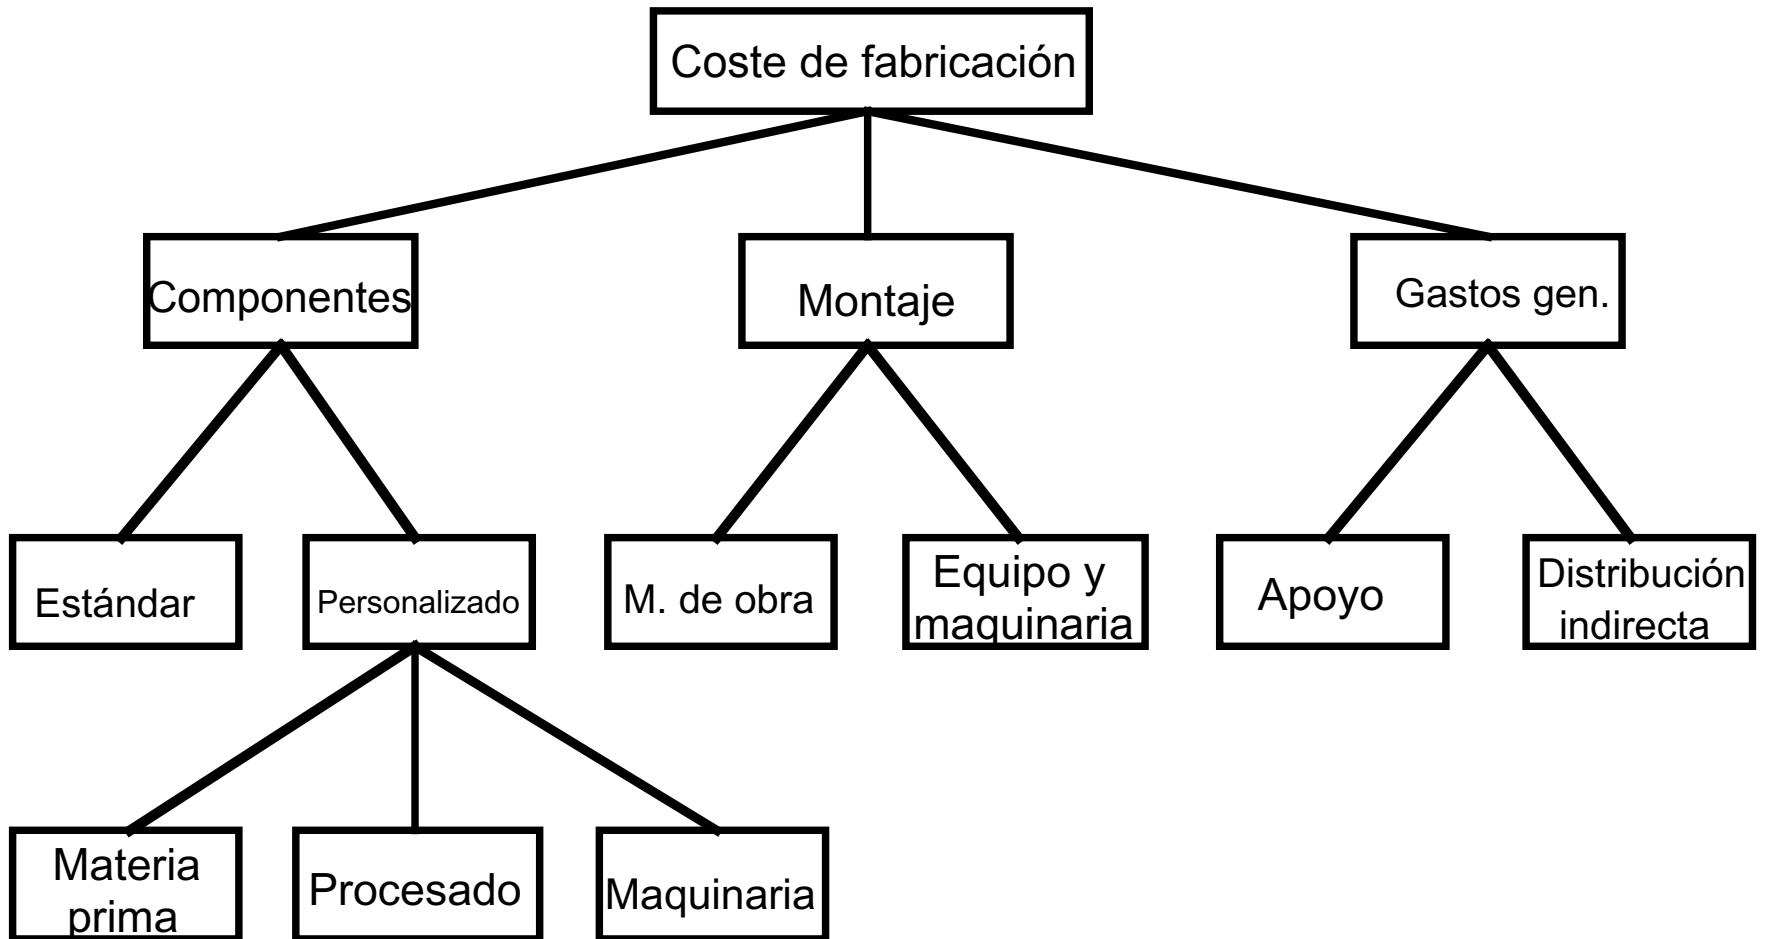 Coste de fabricación
Componentes
Montaje
Gastos gen.
Estándar
Personalizado
M. de obra
Equipo y
maquinaria
Apoyo
Distribución
indirecta
Materia
prima
Procesado
Maquinaria